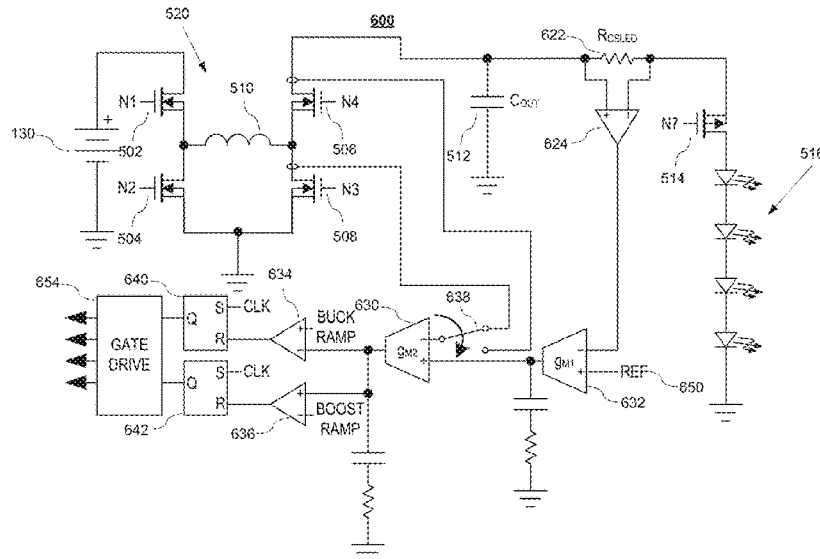 600
520
622
RCSLED
N1
510
N4
COUT
130
502
506
512
624
N?
514
516
N2
N3
504
508
654
640
634
630
638
S
CLK
BUCK
RAMP
Q
R
gM2
gM1
GATE
DRIVE
S
CLK
REF
650
Q
R
BOOST
RAMP
632
642
636